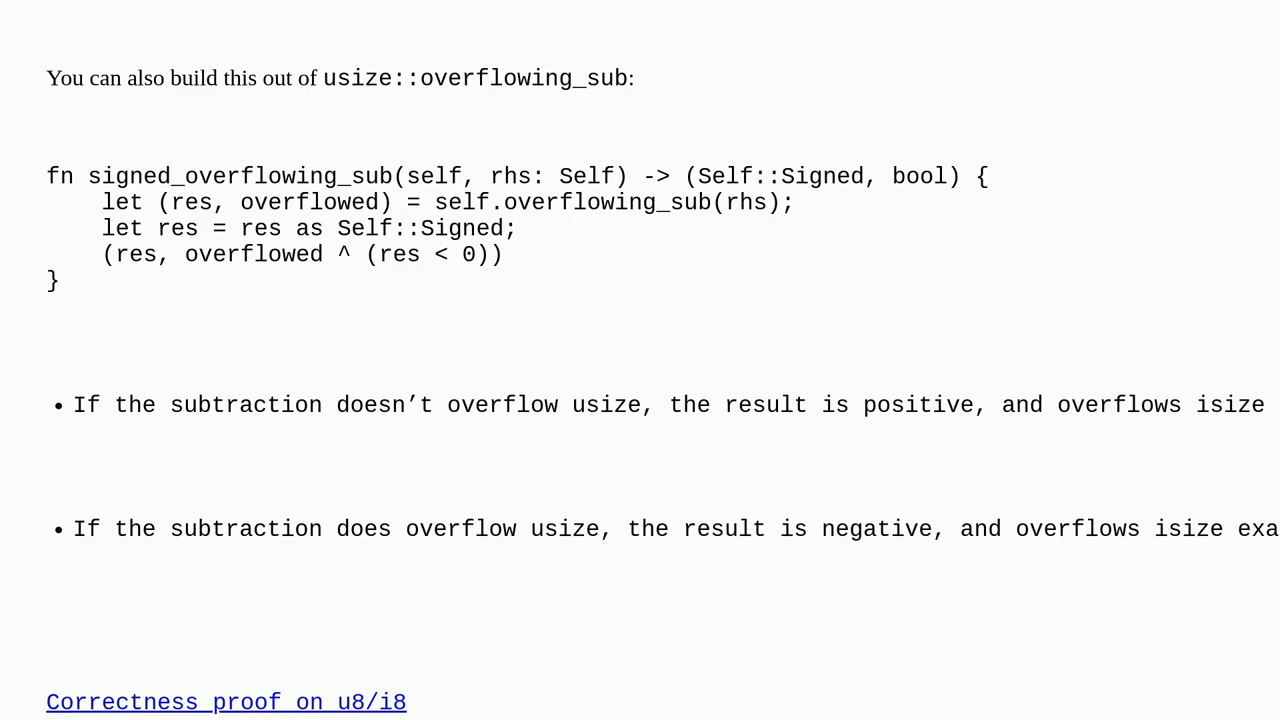 You can also build this out of usize::overflowing_sub:
fn signed_overflowing_sub(self, rhs: Self) -> (Self::Signed, bool) {
    let (res, overflowed) = self.overflowing_sub(rhs);
    let res = res as Self::Signed;
    (res, overflowed ^ (res < 0))
}
• If the subtraction doesn’t overflow usize, the result is positive, and overflows isize
• If the subtraction does overflow usize, the result is negative, and overflows isize
Correctness proof on u8/i8